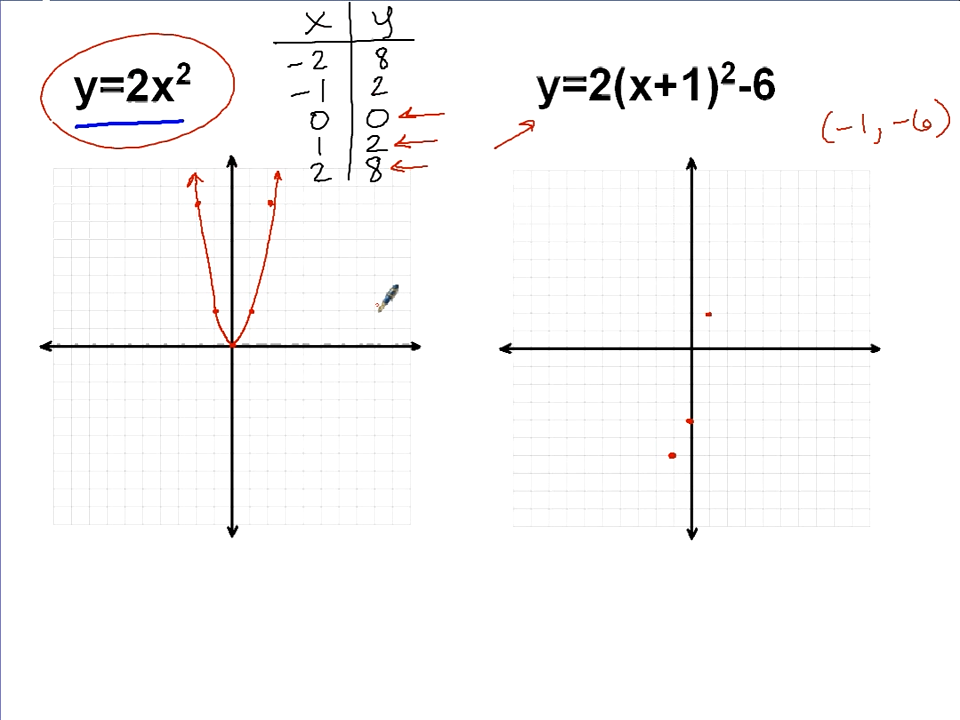 x y
y=2x²
-2 8
-1 2
0 0
1 2
2 8
y=2(x+1)²-6
(-1, -6)